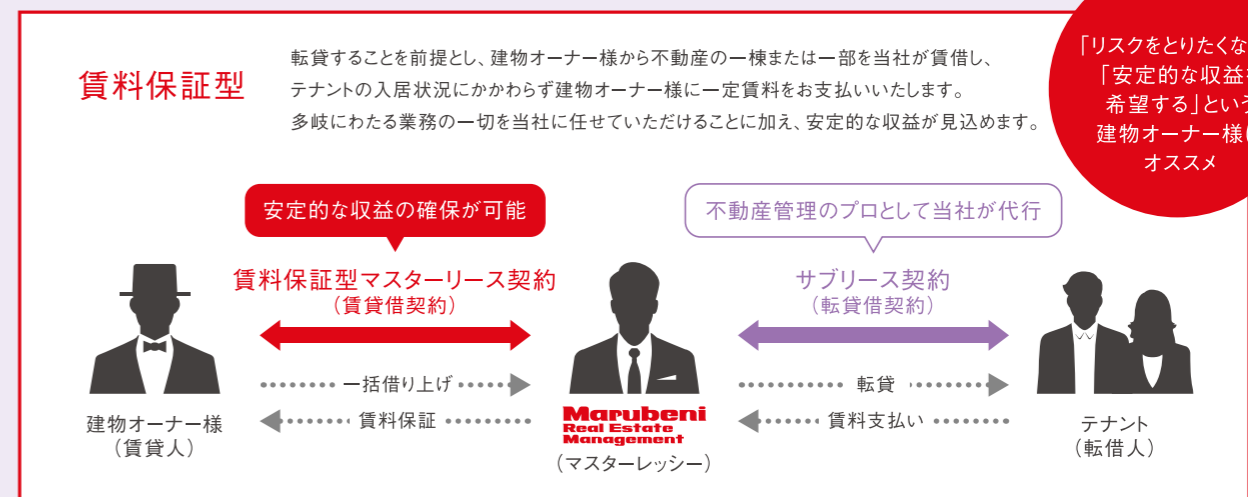 賃料保証型
転貸することを前提とし、建物オーナー様から不動産の一棟または一部を当社が賃借し、
テナントの入居状況にかかわらず建物オーナー様に一定賃料をお支払いいたします。
多岐にわたる業務の一切を当社に任せていただけることに加え、安定的な収益が見込めます。
「リスクをとりたくな
「安定的な収益
希望する」という
建物オーナー様
オススメ
安定的な収益の確保が可能
不動産管理のプロとして当社が代行
賃料保証型マスターリース契約
（賃貸借契約）
サブリース契約
（転貸借契約）
一括借り上げ
賃料保証
転貸
賃料支払い
建物オーナー様
（賃貸人）
Marubeni
Real Estate
Management
（マスターレッシー）
テナント
（転借人）